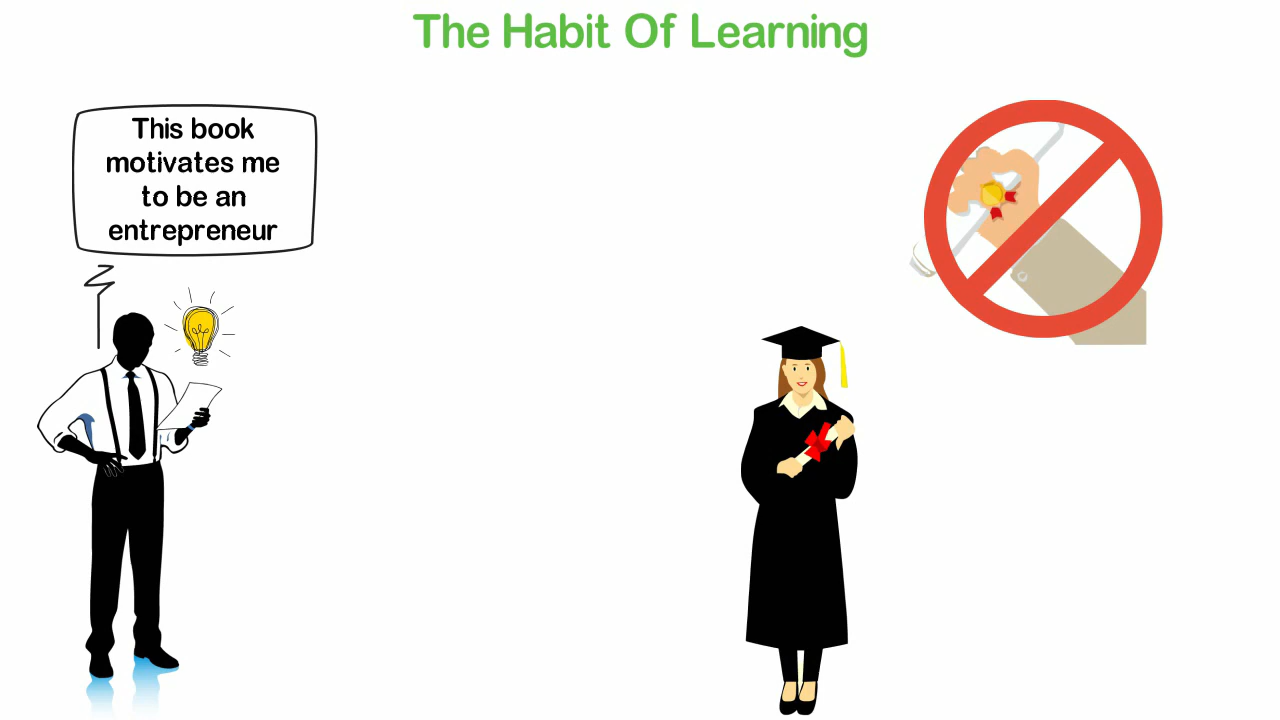 The Habit Of Learning
This book
motivates me
to be an
entrepreneur